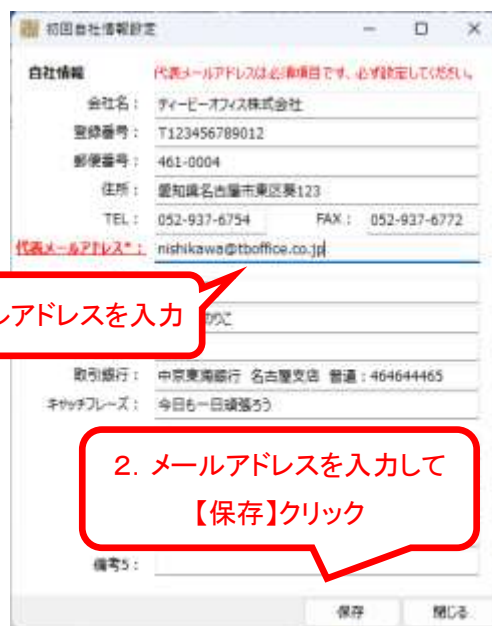 初回自社情報設定
自社情報 代表メールアドレスは必須項目です、必ず設定してください。
会社名： ティービーオフィス株式会社
登録番号： T123456789012
郵便番号： 461-0004
住所： 愛知県名古屋市東区葵123
TEL： 052-937-6754 FAX： 052-937-6772
代表メールアドレス*： nishikawa@tboffice.co.jp
ルアドレスを入力
りこ
取引銀行： 中京東海銀行 名古屋支店 普通：464644465
キャッチフレーズ： 今日も一日頑張ろう
2．メールアドレスを入力して
【保存】クリック
備考5：
保存 閉じる